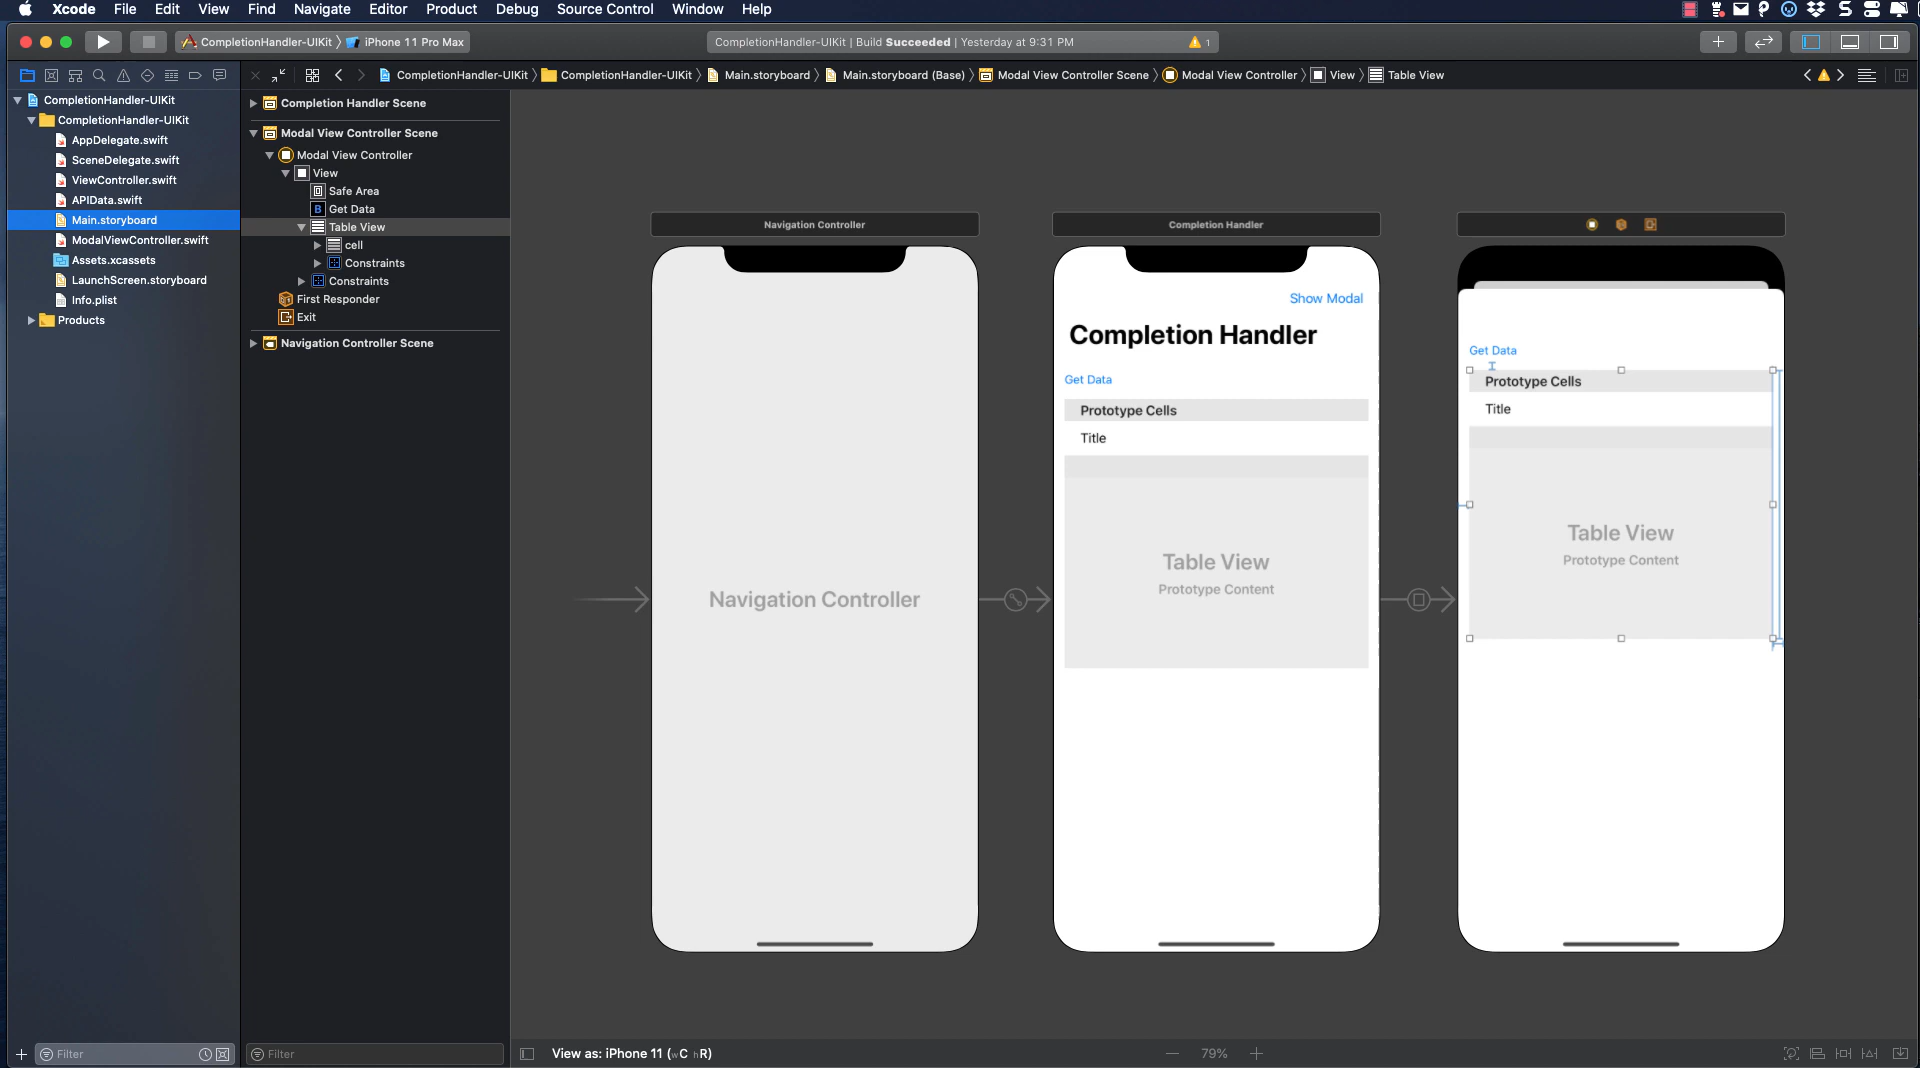 Xcode File Edit View Find Navigate Editor Product Debug Source Control Window Help
CompletionHandler-UIKit iPhone 11 Pro Max
CompletionHandler-UIKit | Build Succeeded | Yesterday at 9:31 PM 1
CompletionHandler-UIKit CompletionHandler-UIKit Main.storyboard Main.storyboard (Base) Modal View Controller Scene Modal View Controller View Table View
CompletionHandler-UIKit
CompletionHandler-UIKit
AppDelegate.swift
SceneDelegate.swift
ViewController.swift
APIData.swift
Main.storyboard
ModalViewController.swift
Assets.xcassets
LaunchScreen.storyboard
Info.plist
Products
Filter
Completion Handler Scene
Modal View Controller Scene
Modal View Controller
View
Safe Area
B Get Data
Table View
cell
Constraints
Constraints
First Responder
Exit
Navigation Controller Scene
Filter
Navigation Controller
Navigation Controller
Completion Handler
Show Modal
Completion Handler
Get Data
Prototype Cells
Title
Table View
Prototype Content
Get Data
Prototype Cells
Title
Table View
Prototype Content
View as: iPhone 11 (wC hR)
79%